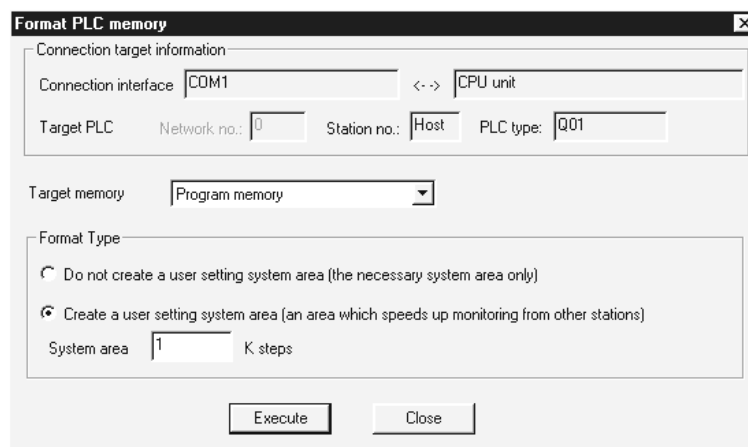 Format PLC memory
Connection target information
Connection interface COM1 <--> CPU unit
Target PLC Network no.: 0 Station no.: Host PLC type: Q01
Target memory Program memory
Format Type
Do not create a user setting system area (the necessary system area only)
Create a user setting system area (an area which speeds up monitoring from other stations)
System area 1 K steps
Execute Close